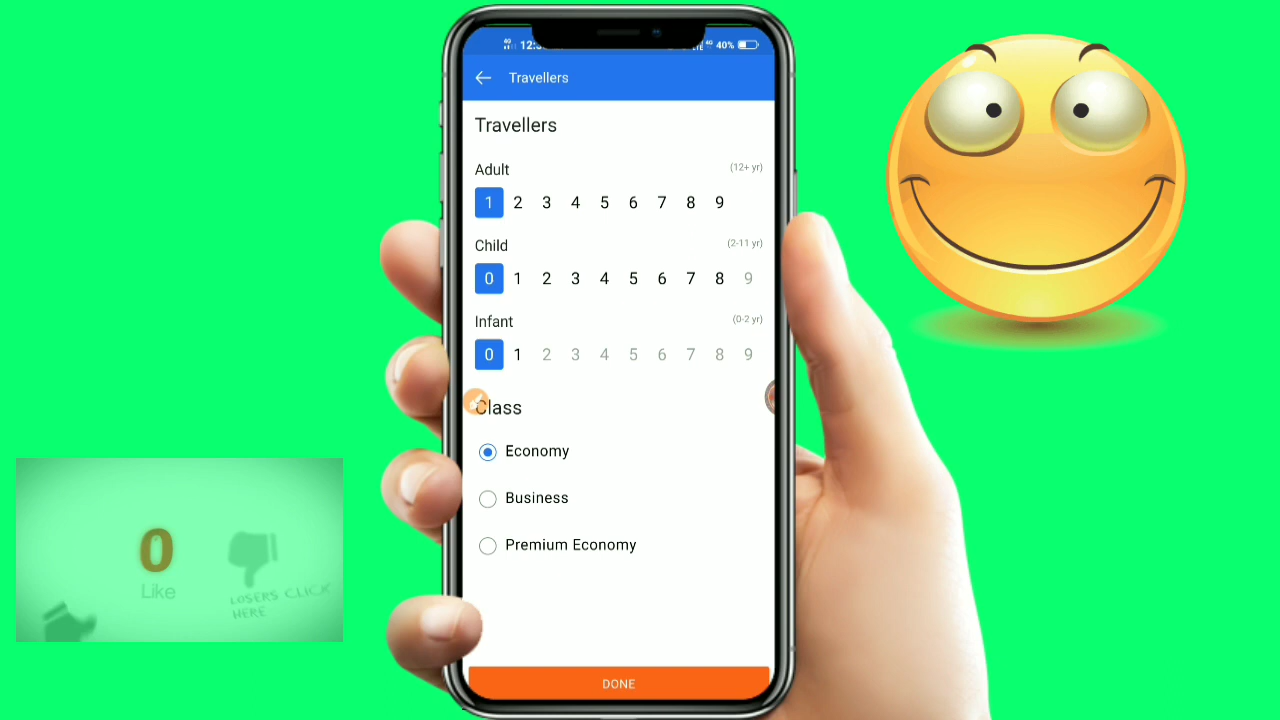 40%
Travellers
Travellers
Adult (12+ yr)
1 2 3 4 5 6 7 8 9
Child (2-11 yr)
0 1 2 3 4 5 6 7 8 9
Infant (0-2 yr)
0 1 2 3 4 5 6 7 8 9
Class
Economy
Business
Premium Economy
DONE
0
Like
LOSERS CLICK
HERE